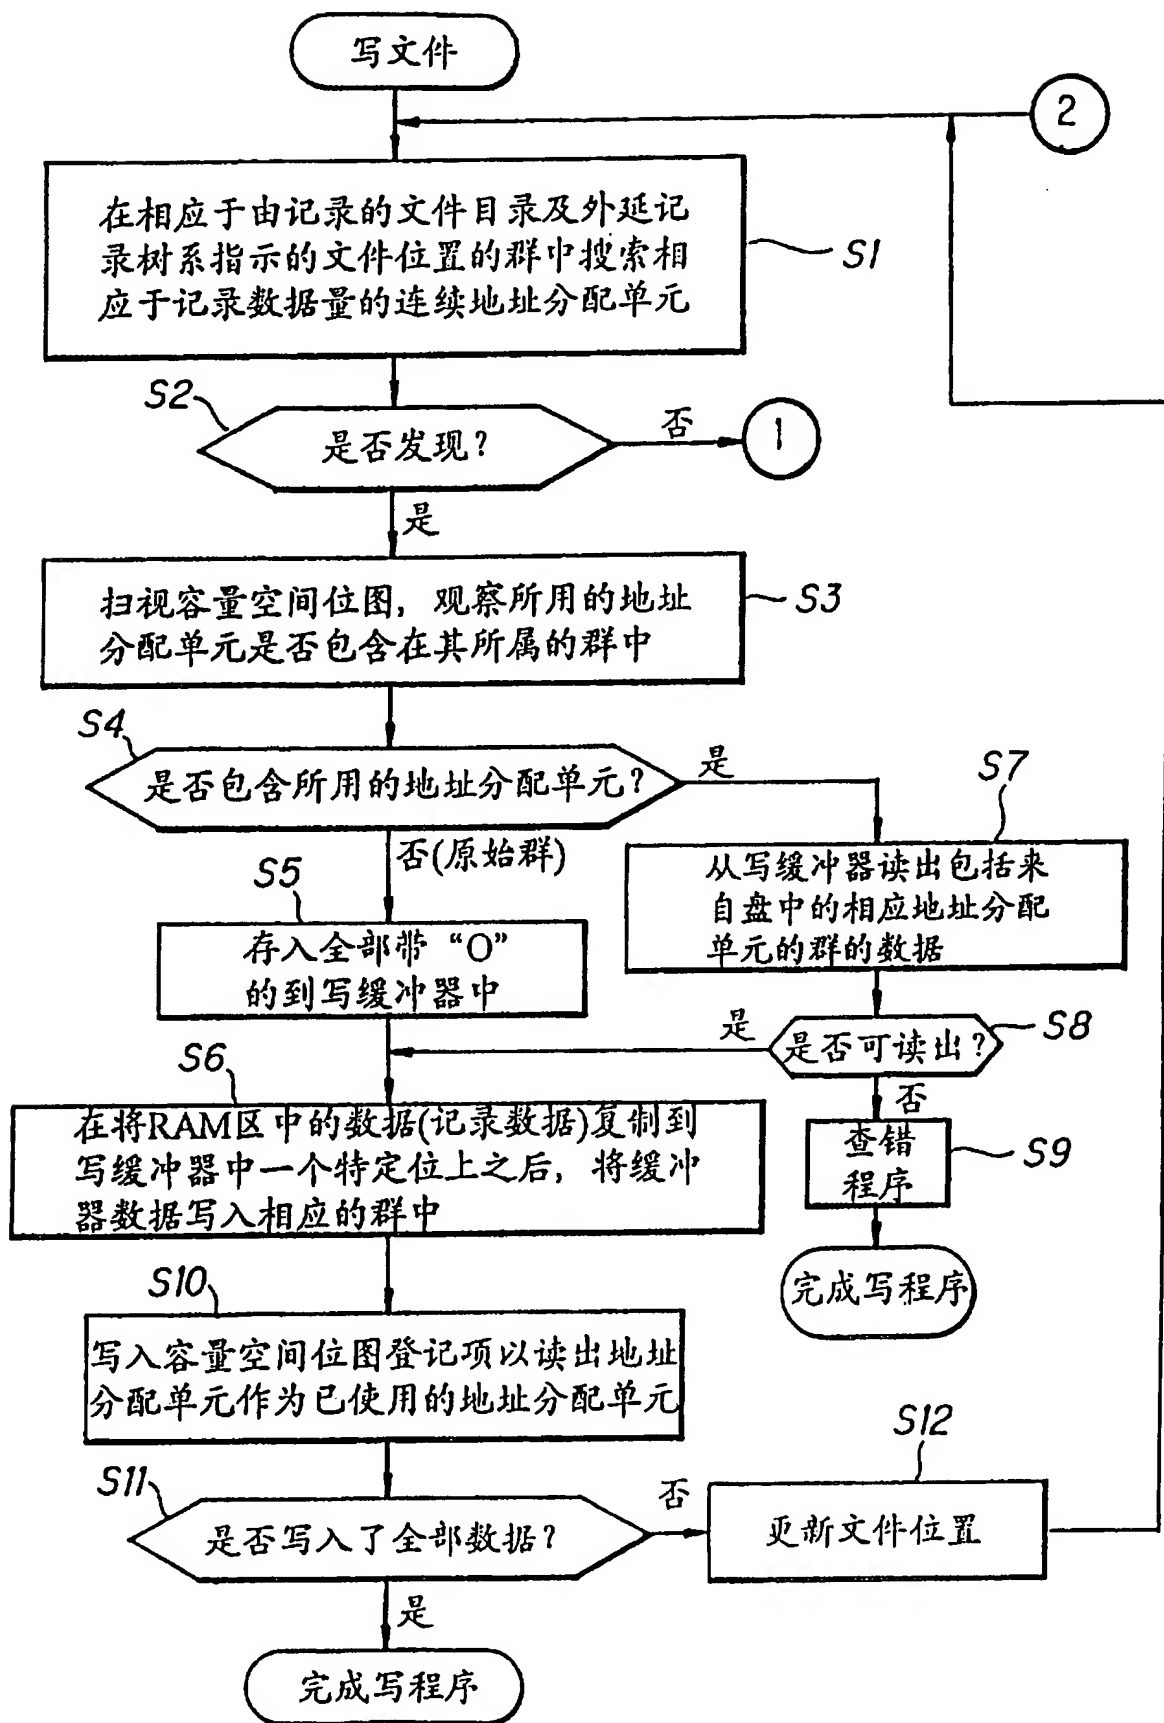 写文件
2
在相应于由记录的文件目录及外延记
录树系指示的文件位置的群中搜索相
应于记录数据量的连续地址分配单元
S1
S2
是否发现?
否
1
是
扫视容量空间位图, 观察所用的地址
分配单元是否包含在其所属的群中
S3
S4
是否包含所用的地址分配单元?
是
S7
否(原始群)
从写缓冲器读出包括来
自盘中的相应地址分配
单元的群的数据
S5
存入全部带“O”
的到写缓冲器中
是
是否可读出?
S8
S6
否
在将RAM区中的数据(记录数据)复制到
写缓冲器中一个特定位上之后, 将缓冲
器数据写入相应的群中
查错
程序
S9
完成写程序
S10
写入容量空间位图登记项以读出地址
分配单元作为已使用的地址分配单元
S12
S11
是否写入了全部数据?
否
更新文件位置
是
完成写程序